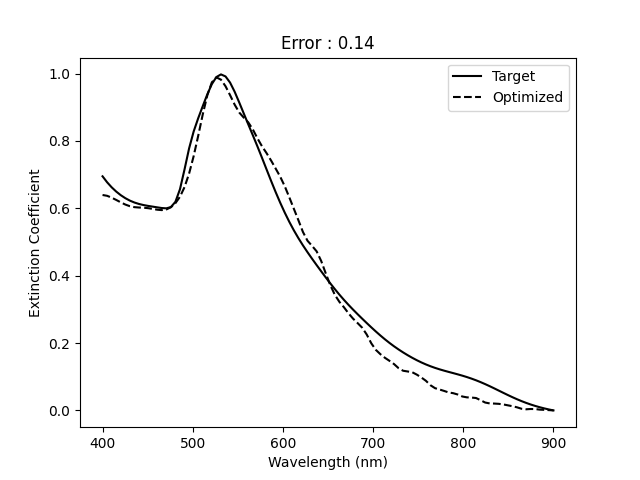 Error : 0.14
Target
Optimized
Extinction Coefficient
1.0
0.8
0.6
0.4
0.2
0.0
400 500 600 700 800 900
Wavelength (nm)